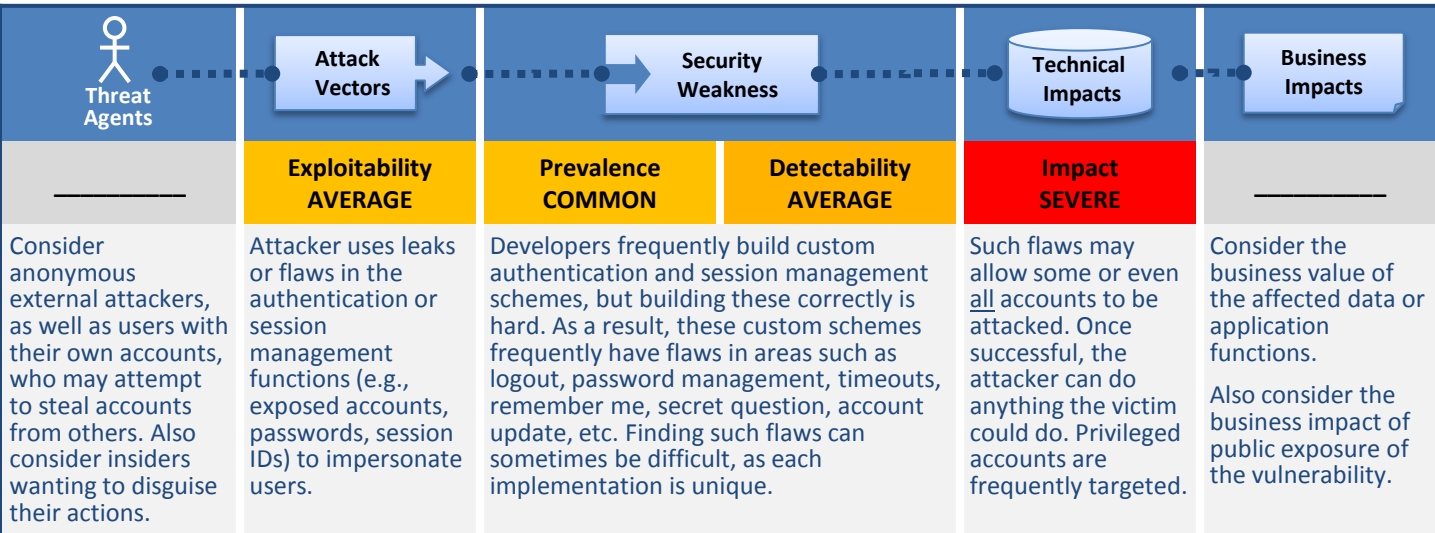 Threat
Agents
Attack
Vectors
Security
Weakness
Technical
Impacts
Business
Impacts
__________
Exploitability
AVERAGE
Prevalence
COMMON
Detectability
AVERAGE
Impact
SEVERE
__________
Consider
anonymous
external attackers,
as well as users with
their own accounts,
who may attempt
to steal accounts
from others. Also
consider insiders
wanting to disguise
their actions.
Attacker uses leaks
or flaws in the
authentication or
session
management
functions (e.g.,
exposed accounts,
passwords, session
IDs) to impersonate
users.
Developers frequently build custom
authentication and session management
schemes, but building these correctly is
hard. As a result, these custom schemes
frequently have flaws in areas such as
logout, password management, timeouts,
remember me, secret question, account
update, etc. Finding such flaws can
sometimes be difficult, as each
implementation is unique.
Such flaws may
allow some or even
all accounts to be
attacked. Once
successful, the
attacker can do
anything the victim
could do. Privileged
accounts are
frequently targeted.
Consider the
business value of
the affected data or
application
functions.
Also consider the
business impact of
public exposure of
the vulnerability.